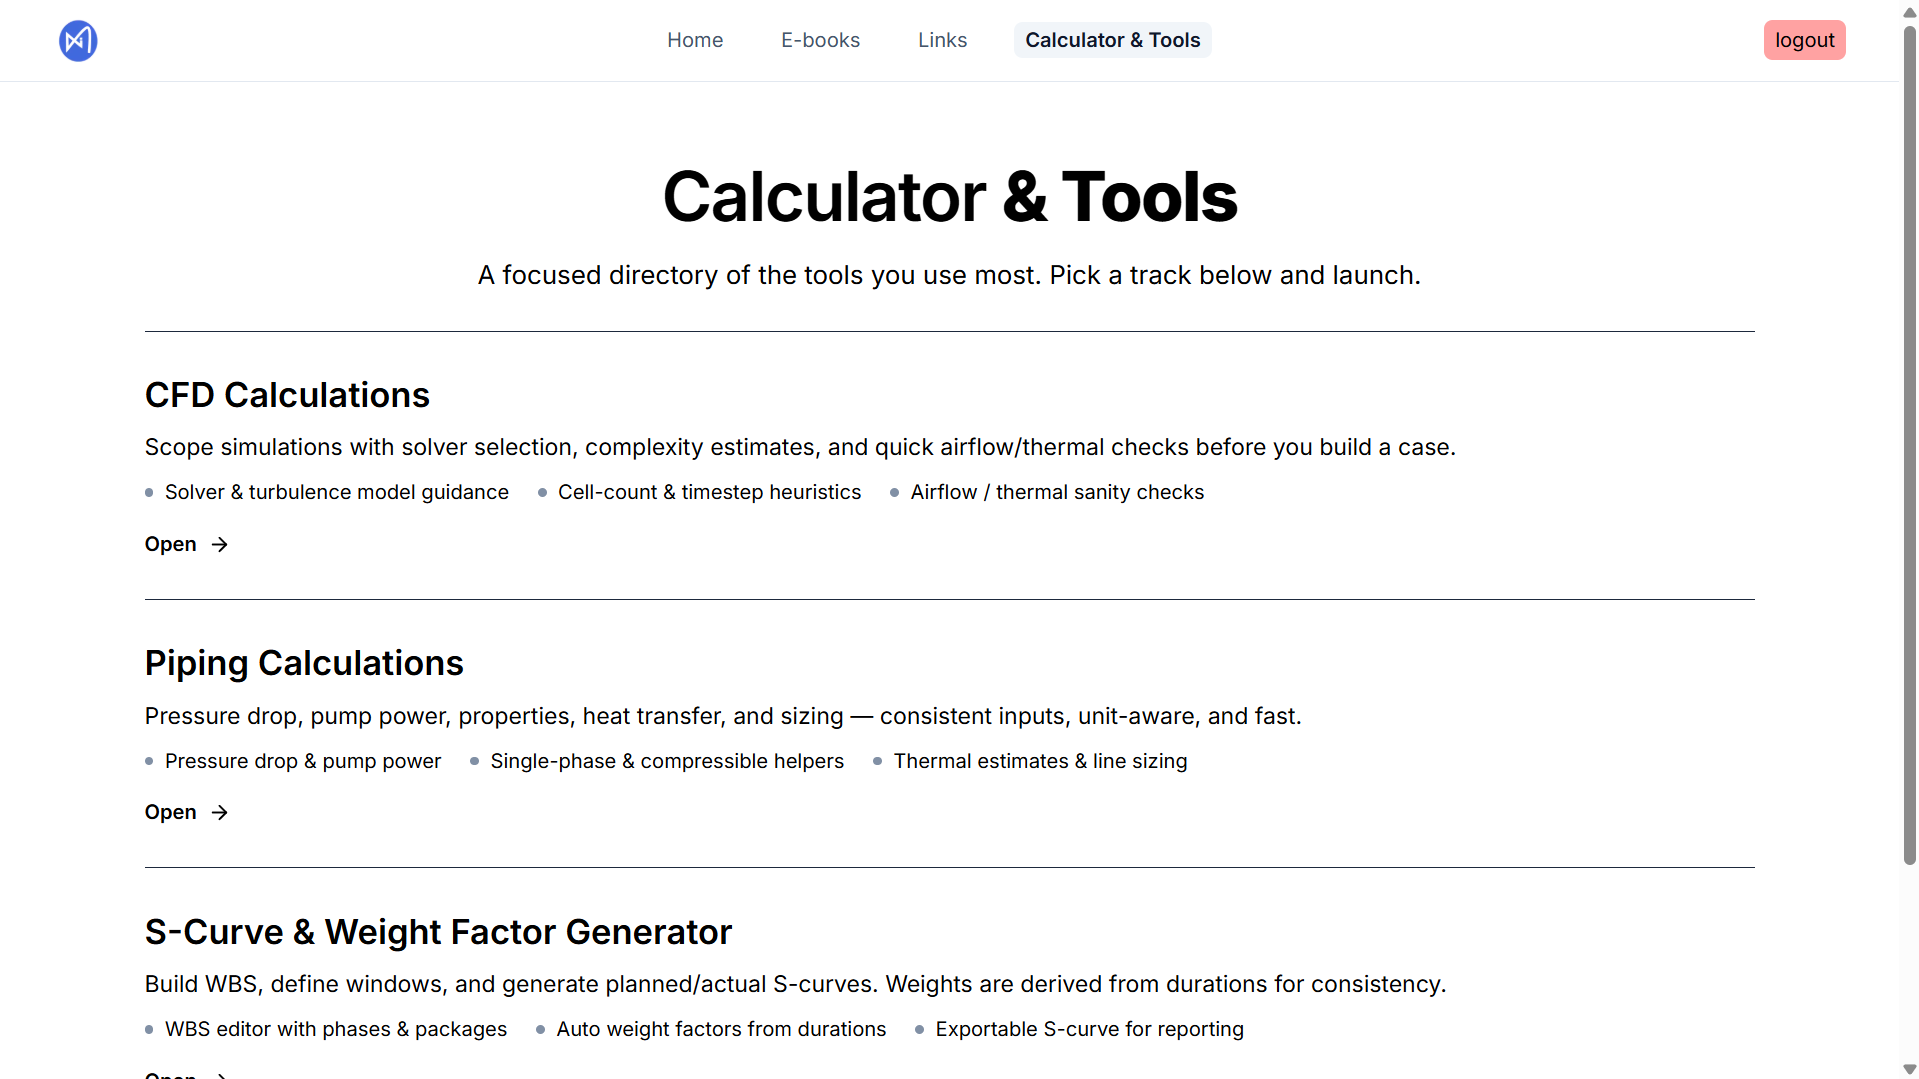 Home
E-books
Links
Calculator & Tools
logout
Calculator & Tools
A focused directory of the tools you use most. Pick a track below and launch.
CFD Calculations
Scope simulations with solver selection, complexity estimates, and quick airflow/thermal checks before you build a case.
Solver & turbulence model guidance
Cell-count & timestep heuristics
Airflow / thermal sanity checks
Open
Piping Calculations
Pressure drop, pump power, properties, heat transfer, and sizing — consistent inputs, unit-aware, and fast.
Pressure drop & pump power
Single-phase & compressible helpers
Thermal estimates & line sizing
Open
S-Curve & Weight Factor Generator
Build WBS, define windows, and generate planned/actual S-curves. Weights are derived from durations for consistency.
WBS editor with phases & packages
Auto weight factors from durations
Exportable S-curve for reporting
Open